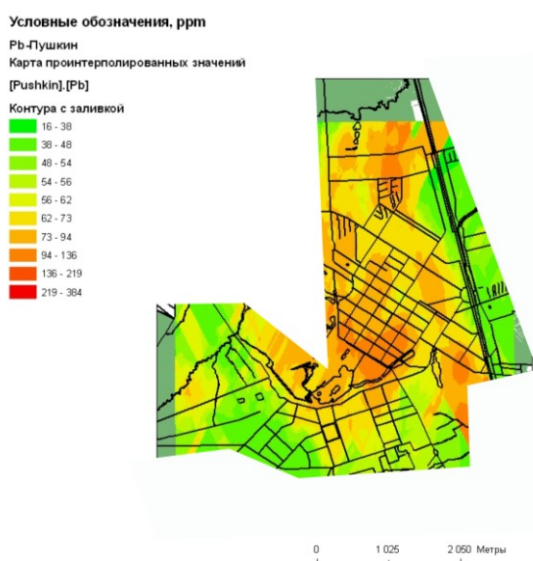 Условные обозначения, ppm
Pb-Пушкин
Карта проинтерполированных значений
[Pushkin].[Pb]
Контура с заливкой
16 - 38
38 - 48
48 - 54
54 - 56
56 - 62
62 - 73
73 - 94
94 - 136
136 - 219
219 - 384
0 1 025 2 050 Метры